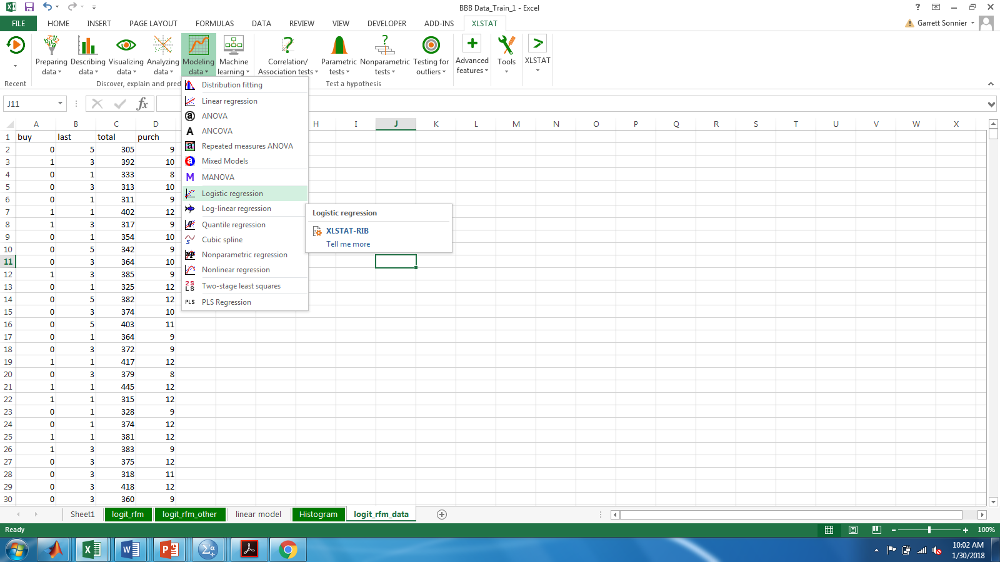 BBB Data_Train_1 - Excel
FILE HOME INSERT PAGE LAYOUT FORMULAS DATA REVIEW VIEW DEVELOPER ADD-INS XLSTAT Garrett Sonnier
Preparing data Describing data Visualizing data Analyzing data Modeling data Machine learning Correlation/ Association tests Parametric tests Nonparametric tests Testing for outliers Advanced features Tools XLSTAT
Recent Discover, explain and pred Test a hypothesis
J11 fx
Distribution fitting
Linear regression
ANOVA
ANCOVA
Repeated measures ANOVA
Mixed Models
MANOVA
Logistic regression
Log-linear regression
Quantile regression
Cubic spline
Nonparametric regression
Nonlinear regression
Two-stage least squares
PLS Regression
Logistic regression
XLSTAT-RIB
Tell me more
A B C D H I J K L M N O P Q R S T U V W X
1 buy last total purch
2 0 5 305 9
3 1 3 392 10
4 0 1 333 8
5 0 3 313 10
6 0 1 311 9
7 1 1 402 12
8 1 3 317 9
9 0 1 354 10
10 0 5 342 9
11 0 3 364 10
12 1 3 385 9
13 0 1 325 12
14 0 5 382 12
15 0 3 374 10
16 0 5 403 11
17 0 1 364 9
18 0 3 372 9
19 1 1 417 12
20 0 3 379 8
21 1 1 445 12
22 1 1 315 12
23 0 1 328 9
24 0 1 374 12
25 1 1 381 12
26 1 3 383 9
27 0 3 375 12
28 0 3 318 11
29 0 3 418 12
30 0 3 360 9
Sheet1 logit_rfm logit_rfm_other linear model Histogram logit_rfm_data
Ready 100%
10:02 AM
1/30/2018